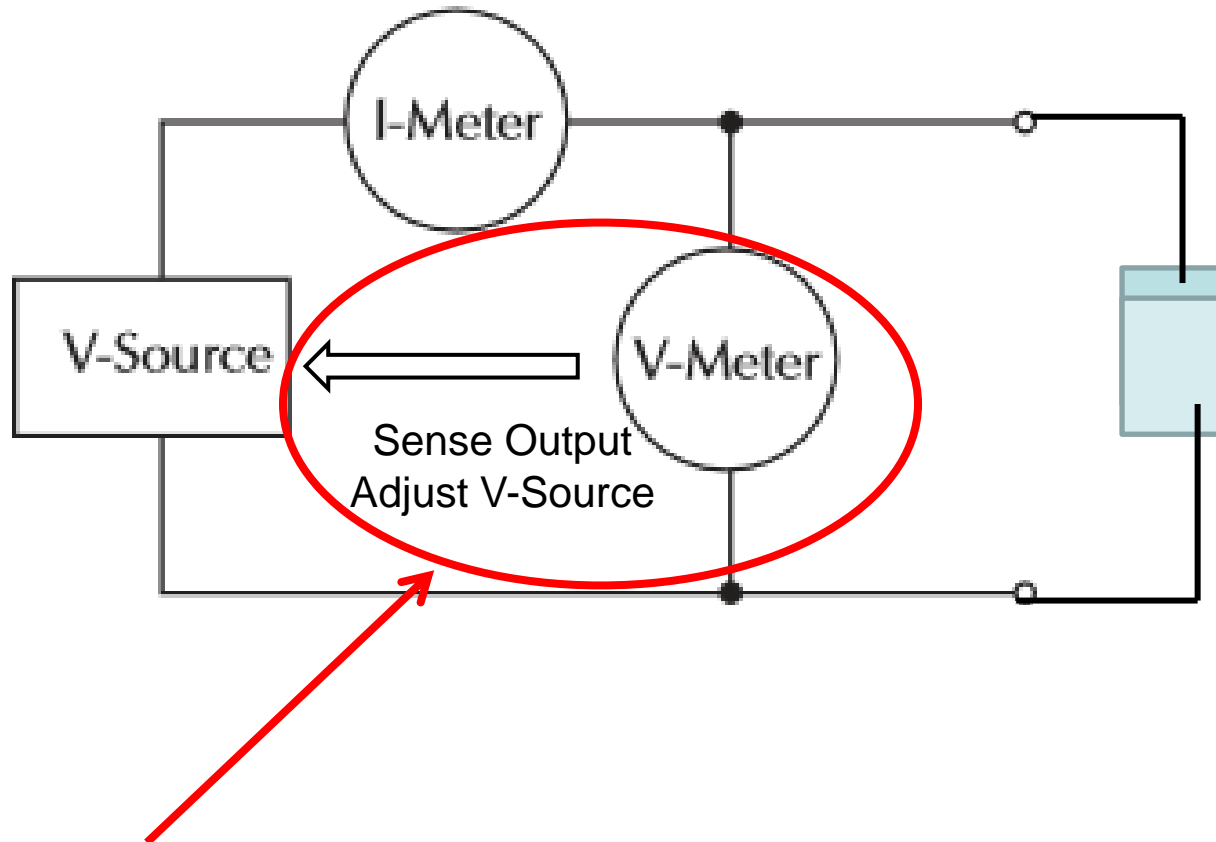 I-Meter
V-Source
V-Meter
Sense Output
Adjust V-Source